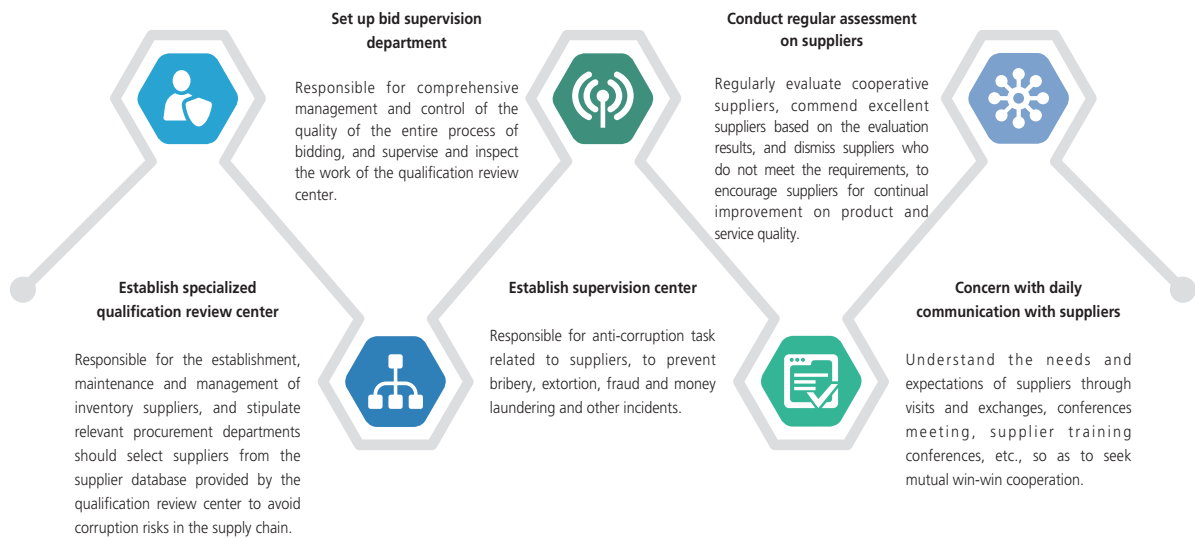 Establish specialized
qualification review center
Responsible for the establishment,
maintenance and management of
inventory suppliers, and stipulate
relevant procurement departments
should select suppliers from the
supplier database provided by the
qualification review center to avoid
corruption risks in the supply chain.
Set up bid supervision
department
Responsible for comprehensive
management and control of the
quality of the entire process of
bidding, and supervise and inspect
the work of the qualification review
center.
Establish supervision center
Responsible for anti-corruption task
related to suppliers, to prevent
bribery, extortion, fraud and money
laundering and other incidents.
Conduct regular assessment
on suppliers
Regularly evaluate cooperative
suppliers, commend excellent
suppliers based on the evaluation
results, and dismiss suppliers who
do not meet the requirements, to
encourage suppliers for continual
improvement on product and
service quality.
Concern with daily
communication with suppliers
Understand the needs and
expectations of suppliers through
visits and exchanges, conferences
meeting, supplier training
conferences, etc., so as to seek
mutual win-win cooperation.